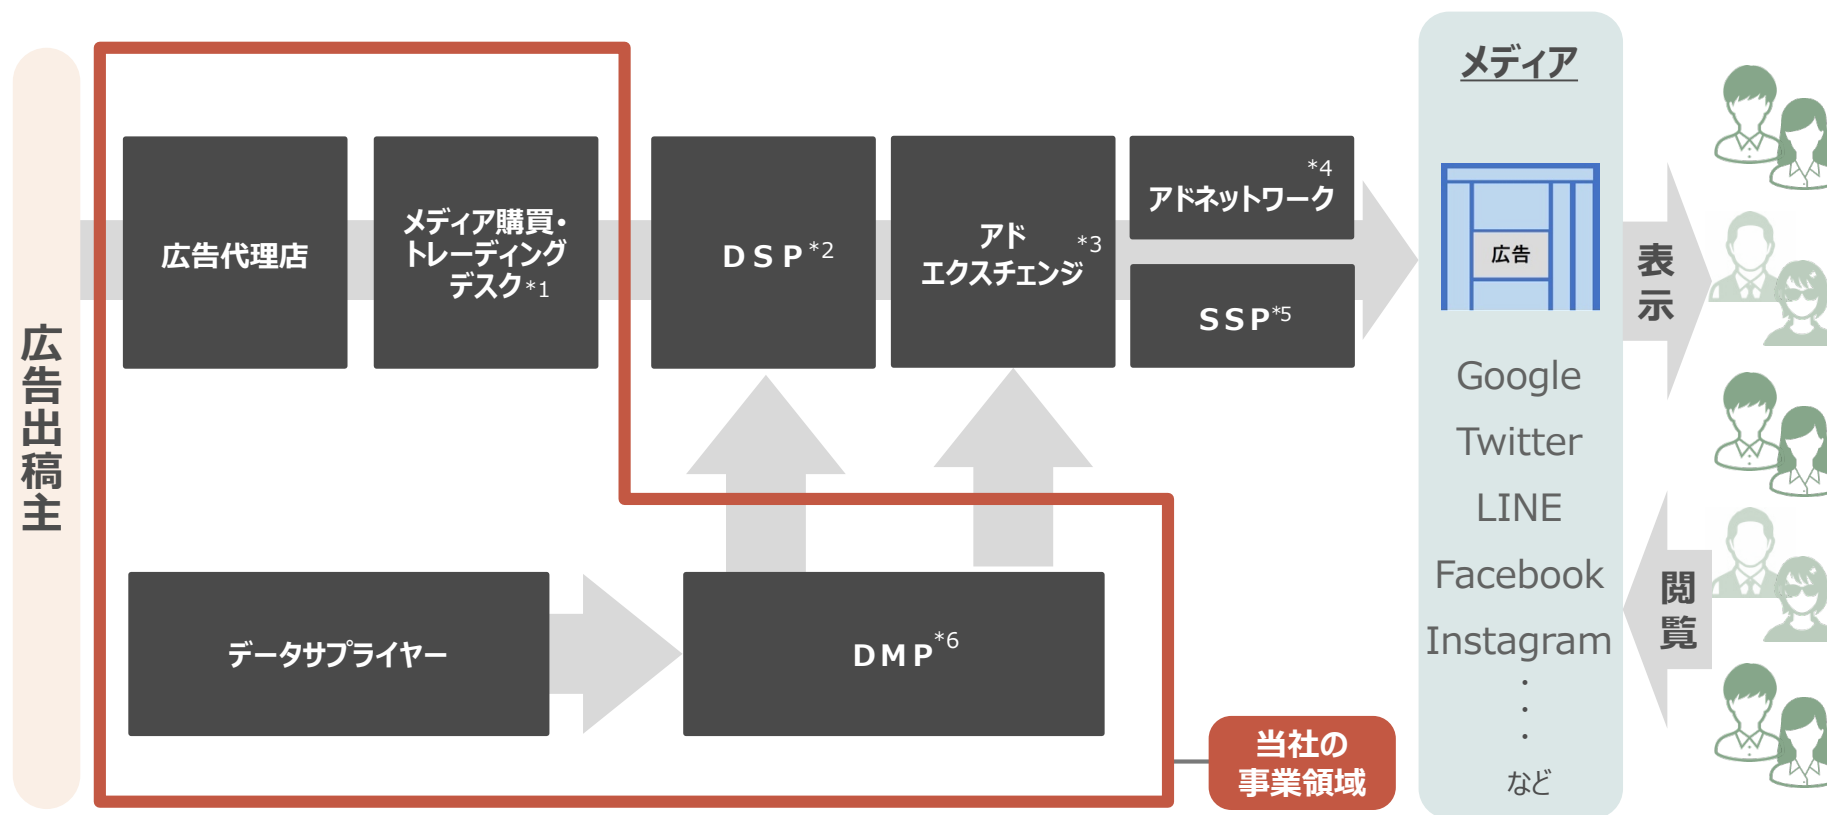 広告出稿主
広告代理店
メディア購買・
トレーディング
デスク*1
DSP*2
アド
エクスチェンジ*3
*4
アドネットワーク
SSP*5
データサプライヤー
DMP*6
当社の
事業領域
メディア
広告
Google
Twitter
LINE
Facebook
Instagram
・
・
・
など
表示
閲覧